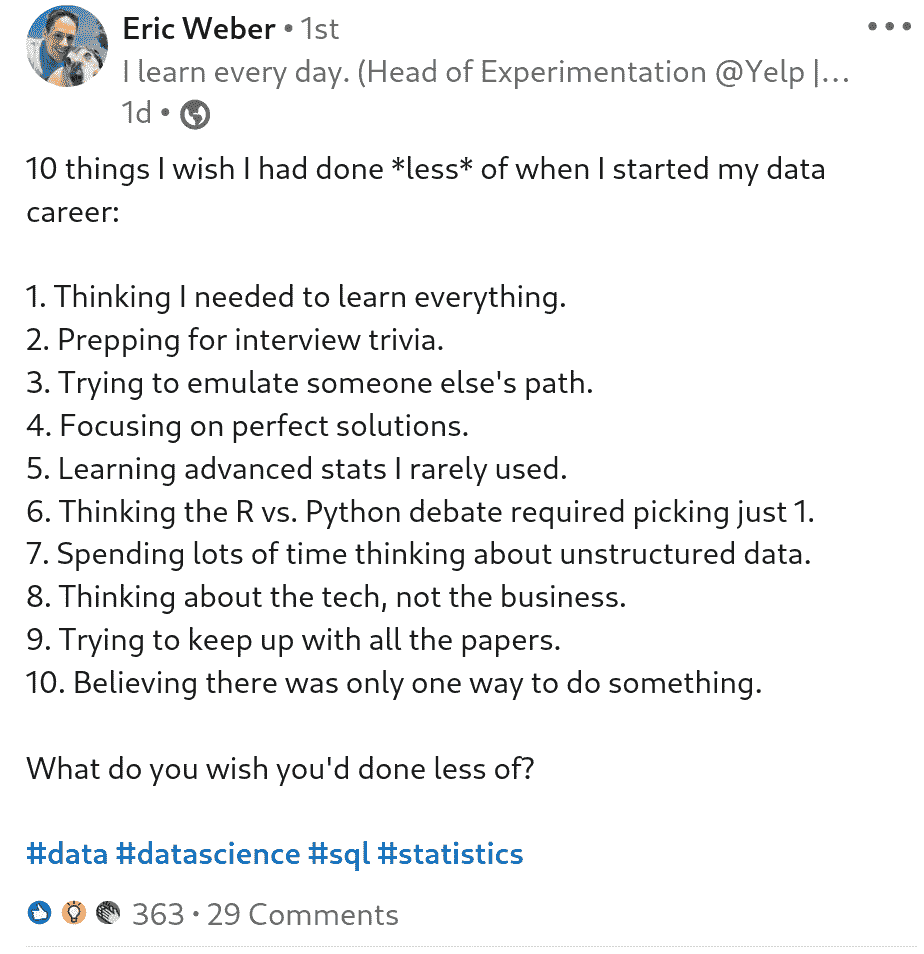 Eric Weber • 1st
I learn every day. (Head of Experimentation @Yelp |...
1d •
10 things I wish I had done *less* of when I started my data
career:
1. Thinking I needed to learn everything.
2. Prepping for interview trivia.
3. Trying to emulate someone else's path.
4. Focusing on perfect solutions.
5. Learning advanced stats I rarely used.
6. Thinking the R vs. Python debate required picking just 1.
7. Spending lots of time thinking about unstructured data.
8. Thinking about the tech, not the business.
9. Trying to keep up with all the papers.
10. Believing there was only one way to do something.
What do you wish you'd done less of?
#data #datascience #sql #statistics
363 • 29 Comments